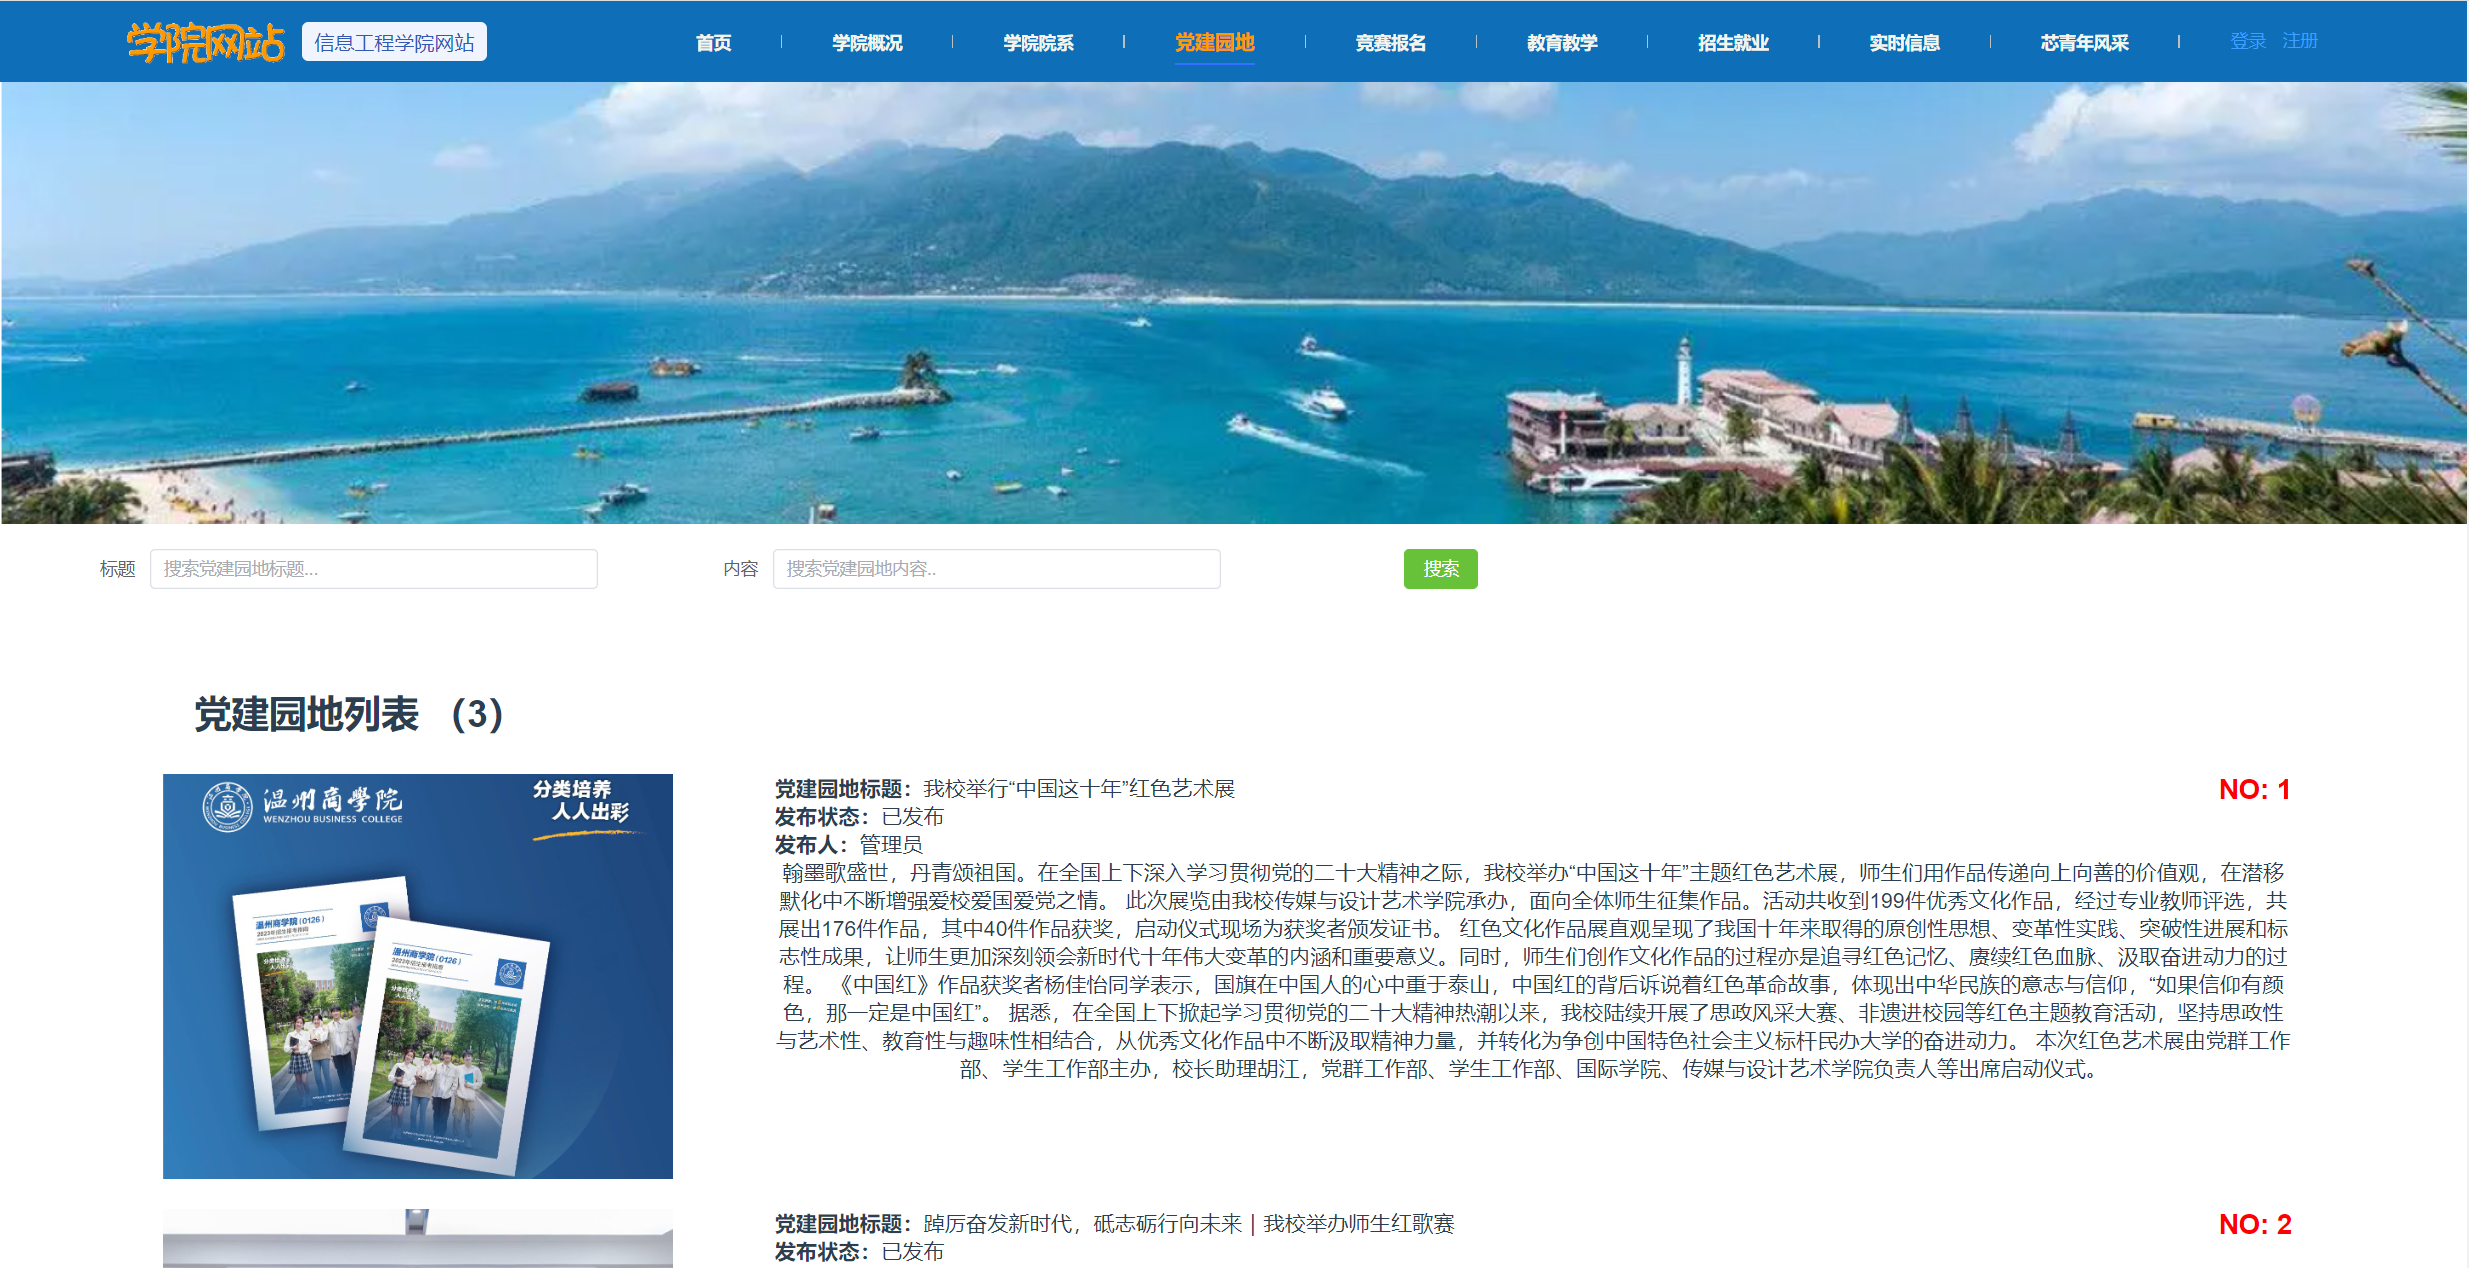 学院网站 信息工程学院网站 首页 学院概况 学院院系 党建园地 竞赛报名 教育教学 招生就业 实时信息 芯青年风采 登录 注册
标题 搜索党建园地标题... 内容 搜索党建园地内容.. 搜索
党建园地列表 （3）
温州商學院
WENZHOU BUSINESS COLLEGE
分类培养
人人出彩
温州商学院(0126)
温州商学院(0126)
党建园地标题：我校举行“中国这十年”红色艺术展
NO: 1
发布状态：已发布
发布人：管理员
翰墨歌盛世，丹青颂祖国。在全国上下深入学习贯彻党的二十大精神之际，我校举办“中国这十年”主题红色艺术展，师生们用作品传递向上向善的价值观，在潜移
默化中不断增强爱校爱国爱党之情。 此次展览由我校传媒与设计艺术学院承办，面向全体师生征集作品。活动共收到199件优秀文化作品，经过专业教师评选，共
展出176件作品，其中40件作品获奖，启动仪式现场为获奖者颁发证书。 红色文化作品展直观呈现了我国十年来取得的原创性思想、变革性实践、突破性进展和标
志性成果，让师生更加深刻领会新时代十年伟大变革的内涵和重要意义。同时，师生们创作文化作品的过程亦是追寻红色记忆、赓续红色血脉、汲取奋进动力的过
程。 《中国红》作品获奖者杨佳怡同学表示，国旗在中国人的心中重于泰山，中国红的背后诉说着红色革命故事，体现出中华民族的意志与信仰，“如果信仰有颜
色，那一定是中国红”。 据悉，在全国上下掀起学习贯彻党的二十大精神热潮以来，我校陆续开展了思政风采大赛、非遗进校园等红色主题教育活动，坚持思政性
与艺术性、教育性与趣味性相结合，从优秀文化作品中不断汲取精神力量，并转化为争创中国特色社会主义标杆民办大学的奋进动力。 本次红色艺术展由党群工作
部、学生工作部主办，校长助理胡江，党群工作部、学生工作部、国际学院、传媒与设计艺术学院负责人等出席启动仪式。
党建园地标题：踔厉奋发新时代，砥志砺行向未来 | 我校举办师生红歌赛
NO: 2
发布状态：已发布